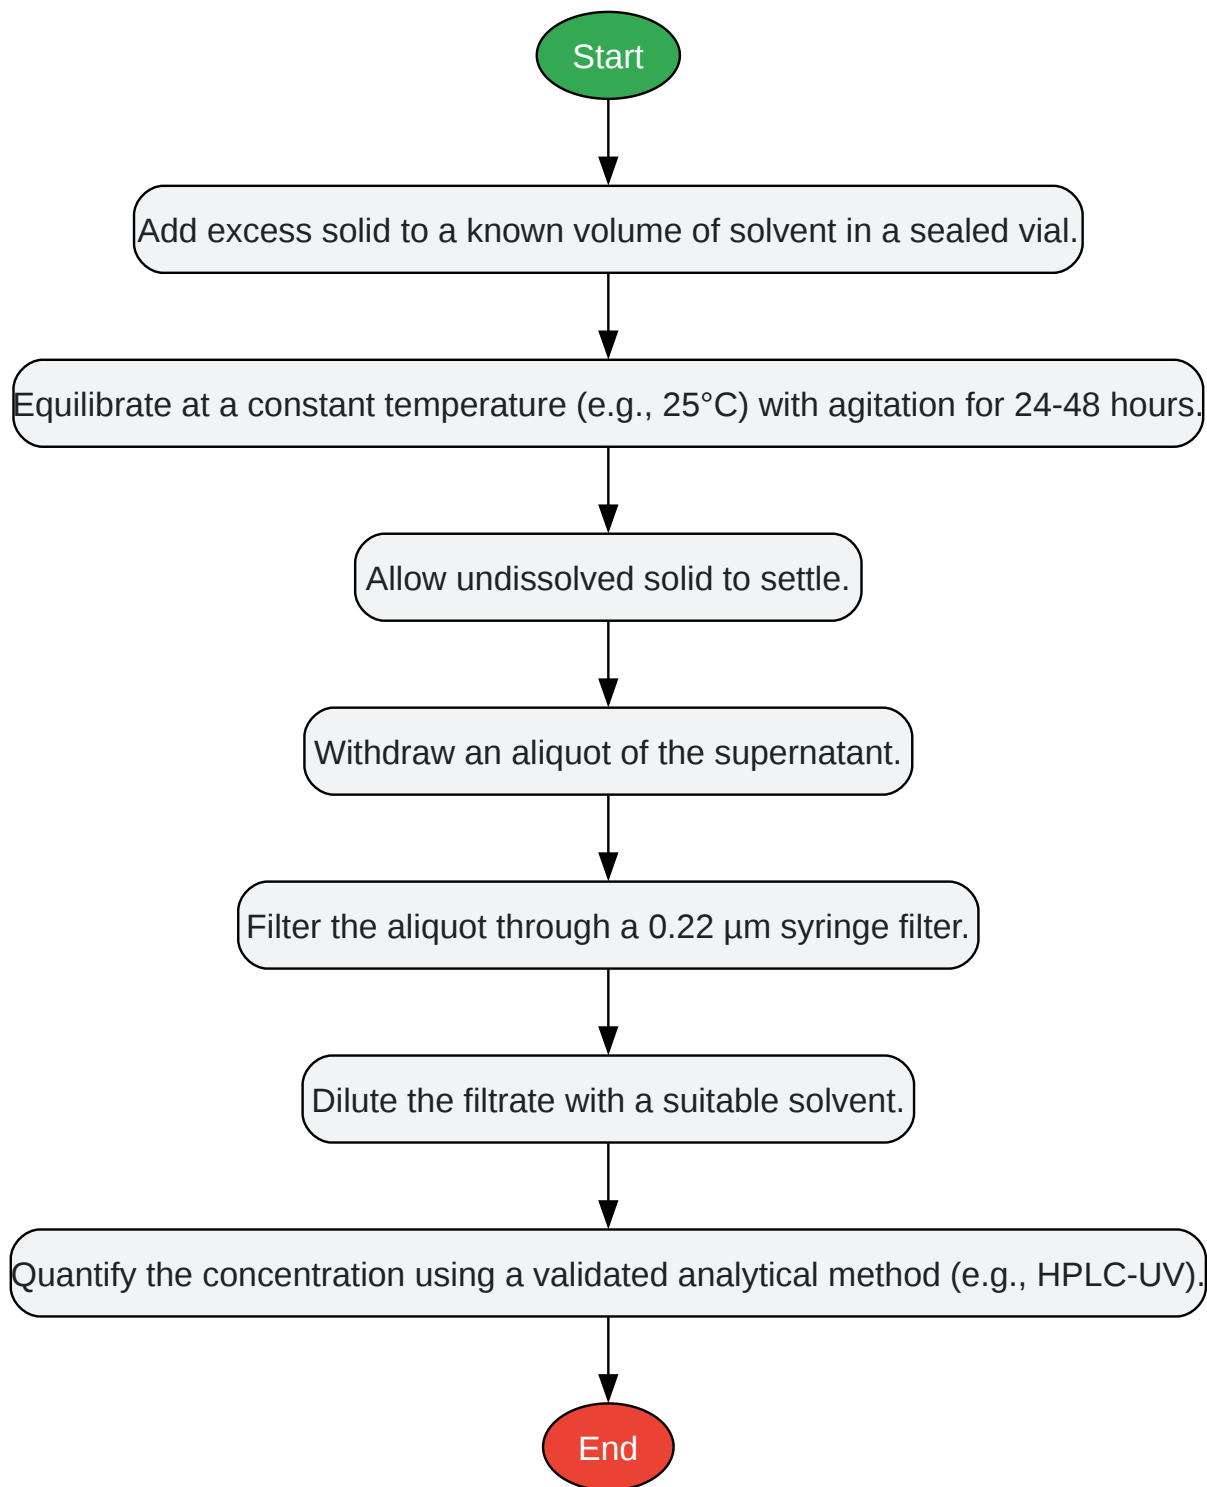 Start
Add excess solid to a known volume of solvent in a sealed vial.
Equilibrate at a constant temperature (e.g., 25°C) with agitation for 24-48 hours.
Allow undissolved solid to settle.
Withdraw an aliquot of the supernatant.
Filter the aliquot through a 0.22 µm syringe filter.
Dilute the filtrate with a suitable solvent.
Quantify the concentration using a validated analytical method (e.g., HPLC-UV).
End